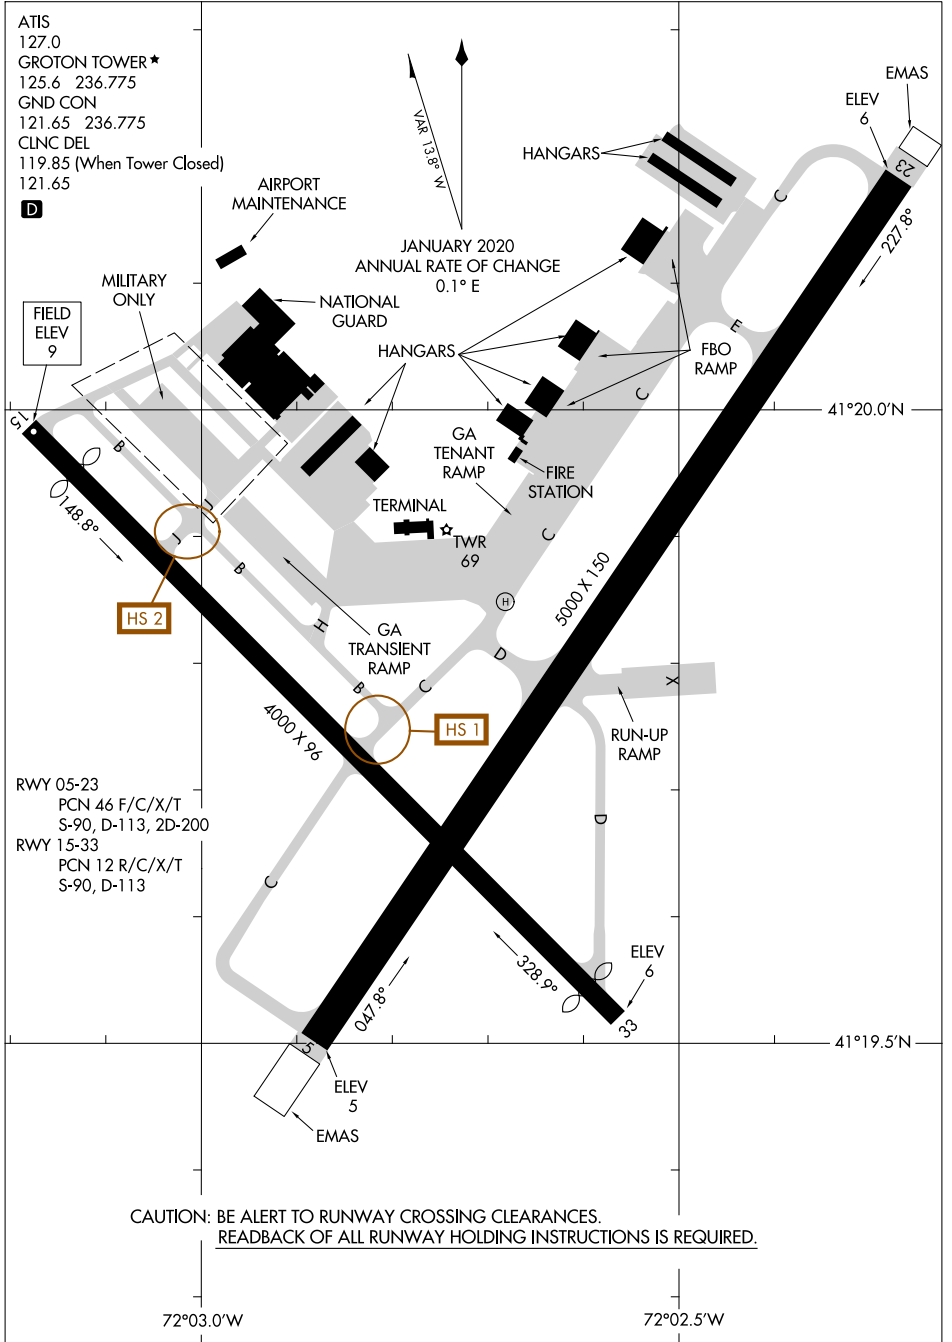 ATIS
127.0
GROTON TOWER★
125.6 236.775
GND CON
121.65 236.775
CLNC DEL
119.85 (When Tower Closed)
121.65
D
VAR 13.8° W
JANUARY 2020
ANNUAL RATE OF CHANGE
0.1° E
EMAS
ELEV
6
23
227.8°
HANGARS
C
AIRPORT
MAINTENANCE
MILITARY
ONLY
NATIONAL
GUARD
FIELD
ELEV
9
HANGARS
E
FBO
RAMP
C
41°20.0'N
15
B
GA
TENANT
RAMP
FIRE
STATION
TERMINAL
148.8°
J
J
TWR
69
C
B
H
5000 X 150
HS 2
H
GA
TRANSIENT
RAMP
D
B
C
X
4000 X 96
HS 1
RUN-UP
RAMP
RWY 05-23
PCN 46 F/C/X/T
S-90, D-113, 2D-200
RWY 15-33
PCN 12 R/C/X/T
S-90, D-113
D
C
328.9°
ELEV
6
047.8°
33
5
41°19.5'N
ELEV
5
EMAS
CAUTION: BE ALERT TO RUNWAY CROSSING CLEARANCES.
READBACK OF ALL RUNWAY HOLDING INSTRUCTIONS IS REQUIRED.
72°03.0'W
72°02.5'W